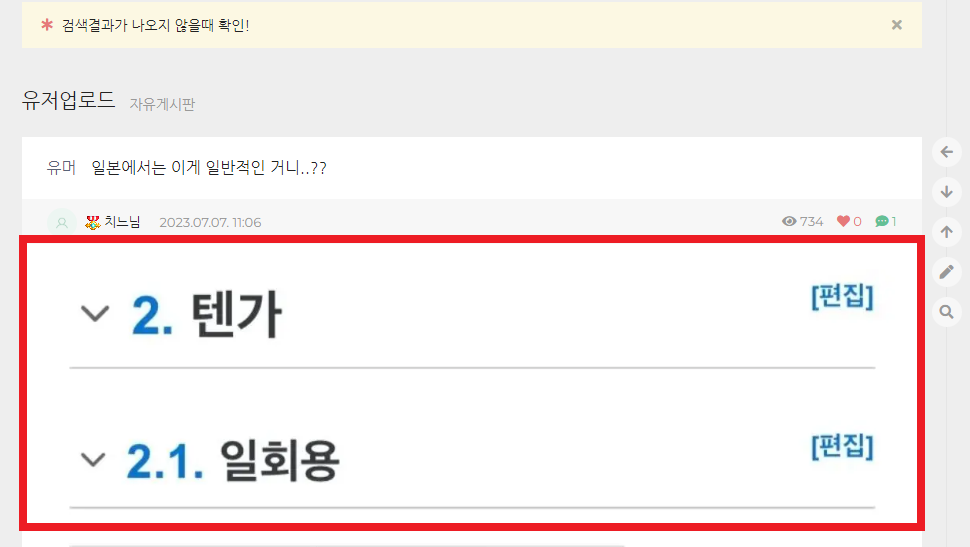 * 검색결과가 나오지 않을때 확인! ×
유저업로드 자유게시판
유머 일본에서는 이게 일반적인 거니..??
치느님 2023.07.07. 11:06 734 0 1
2. 텐가 [편집]
2.1. 일회용 [편집]